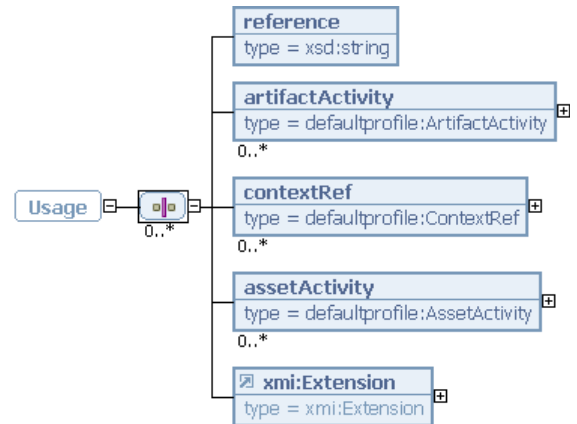 reference
type = xsd:string
artifactActivity
type = defaultprofile:ArtifactActivity
0..*
Usage
0..*
contextRef
type = defaultprofile:ContextRef
0..*
assetActivity
type = defaultprofile:AssetActivity
0..*
xmi:Extension
type = xmi:Extension